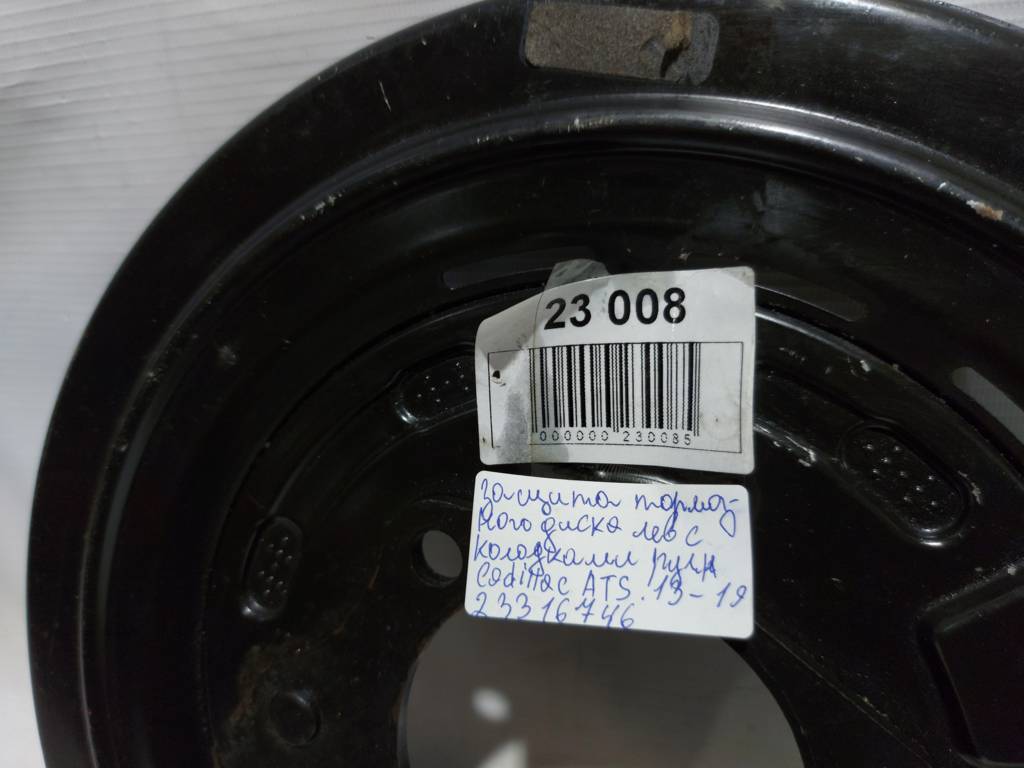 23 008
000000 230085
защита тормоз-
ного диска лев с
колодками ручн
Cadillac ATS 13-19
23316746